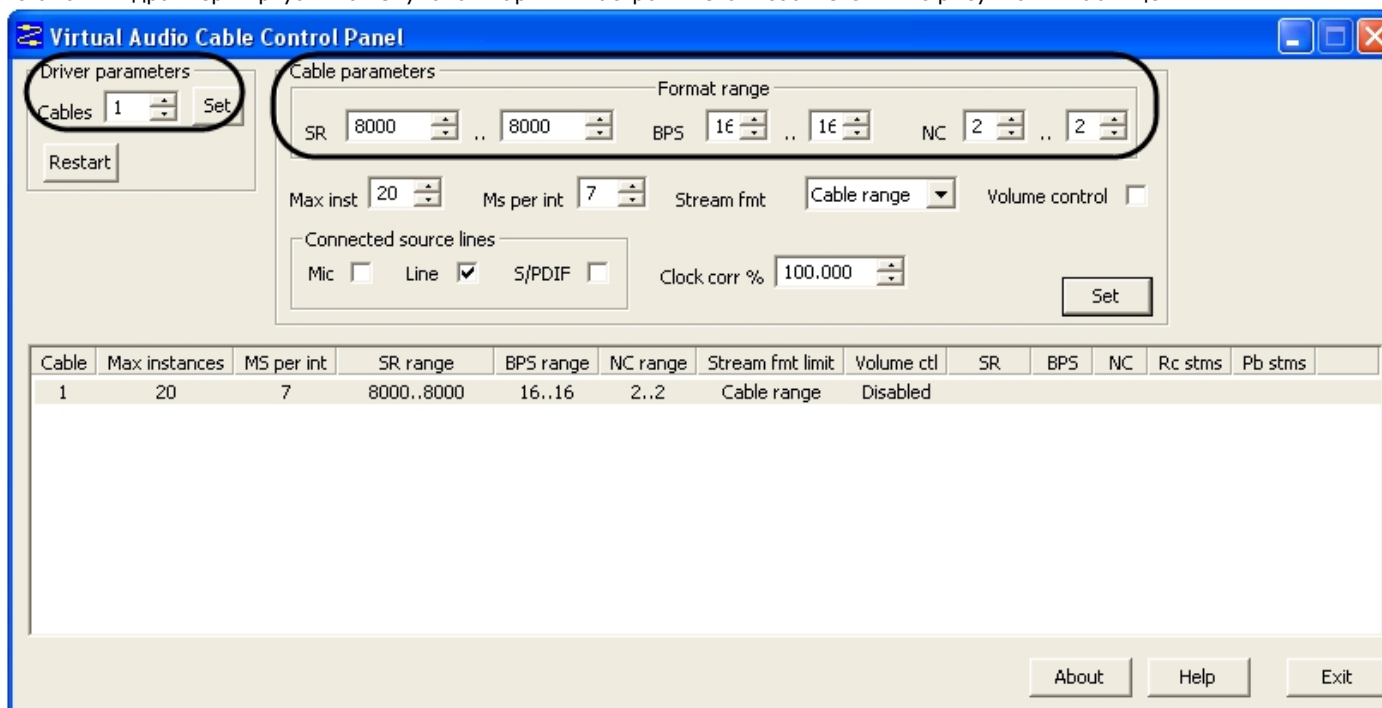 Virtual Audio Cable Control Panel
Driver parameters
Cables 1 Set
Restart
Cable parameters
Format range
SR 8000 .. 8000 BPS 16 .. 16 NC 2 .. 2
Max inst 20 Ms per int 7 Stream fmt Cable range Volume control
Connected source lines
Mic Line S/PDIF Clock corr % 100.000
Set
Cable Max instances MS per int SR range BPS range NC range Stream fmt limit Volume ctl SR BPS NC Rc stms Pb stms
1 20 7 8000..8000 16..16 2..2 Cable range Disabled
About Help Exit